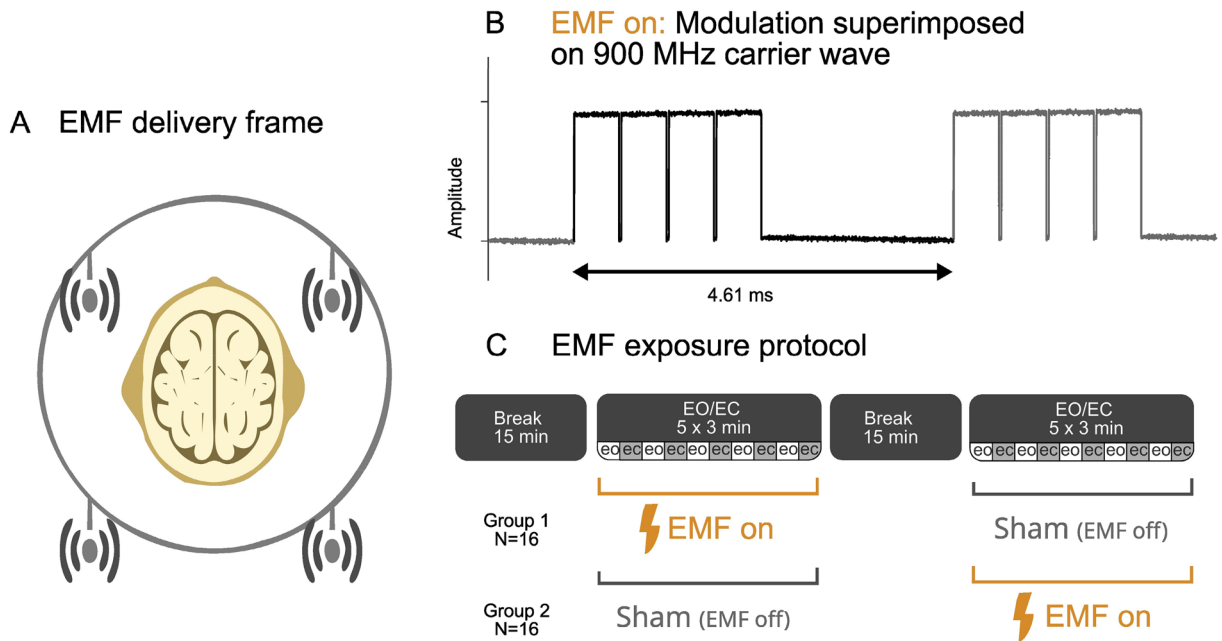 A EMF delivery frame
B EMF on: Modulation superimposed
on 900 MHz carrier wave
Amplitude
4.61 ms
C EMF exposure protocol
Break
15 min
EO/EC
5 x 3 min
eo ec eo ec eo ec eo ec eo ec
Break
15 min
EO/EC
5 x 3 min
eo ec eo ec eo ec eo ec eo ec
Group 1
N=16
EMF on
Sham (EMF off)
Group 2
N=16
Sham (EMF off)
EMF on